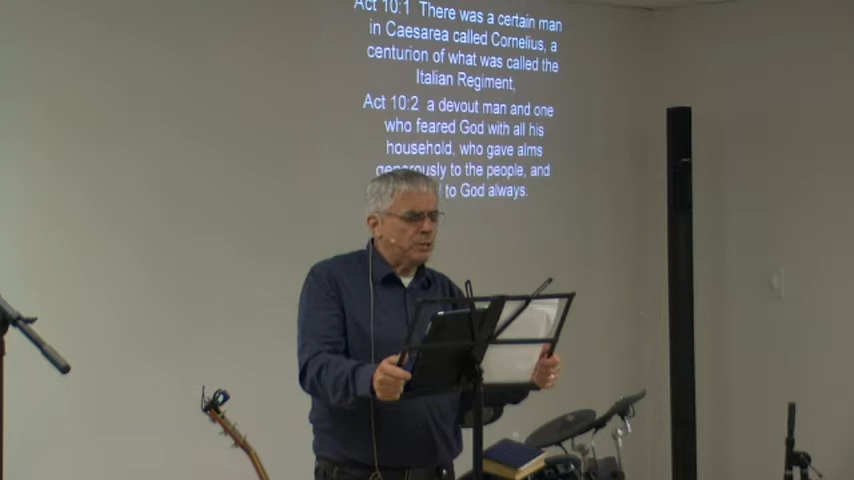 Act 10:1 There was a certain man
in Caesarea called Cornelius, a
centurion of what was called the
Italian Regiment,
Act 10:2 a devout man and one
who feared God with all his
household, who gave alms
generously to the people, and
to God always.